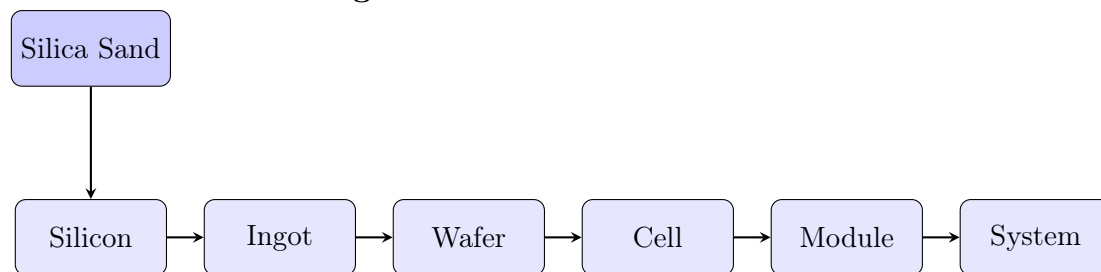 Silica Sand
Silicon
Ingot
Wafer
Cell
Module
System